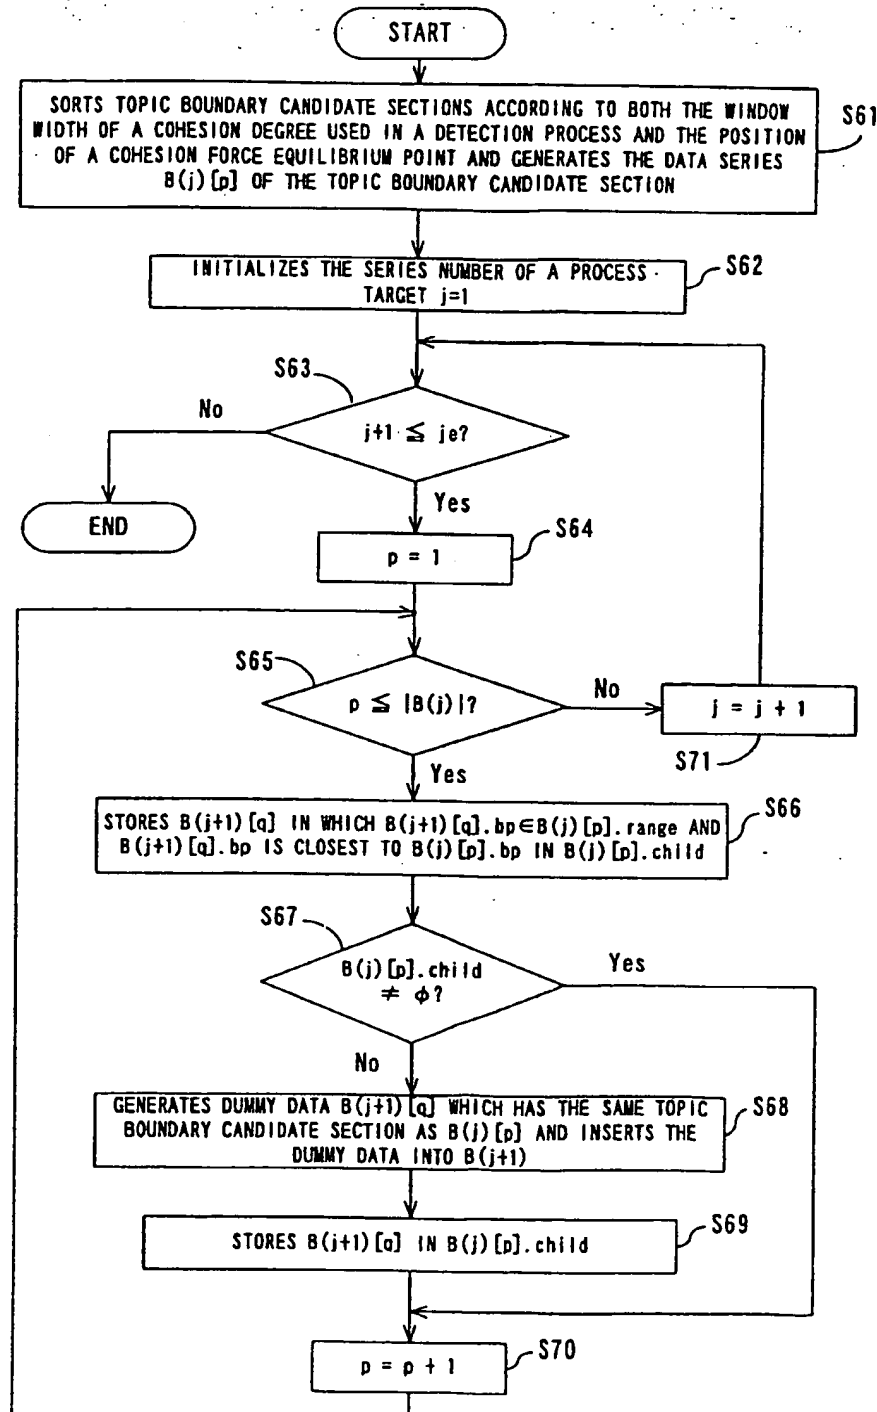 START
SORTS TOPIC BOUNDARY CANDIDATE SECTIONS ACCORDING TO BOTH THE WINDOW
WIDTH OF A COHESION DEGREE USED IN A DETECTION PROCESS AND THE POSITION
OF A COHESION FORCE EQUILIBRIUM POINT AND GENERATES THE DATA SERIES
B(j)[p] OF THE TOPIC BOUNDARY CANDIDATE SECTION
S61
INITIALIZES THE SERIES NUMBER OF A PROCESS
TARGET j=1
S62
S63
j+1 ≦ je?
No
Yes
END
p = 1
S64
S65
p ≦ |B(j)|?
No
j = j + 1
S71
Yes
STORES B(j+1)[q] IN WHICH B(j+1)[q].bp∈B(j)[p].range AND
B(j+1)[q].bp IS CLOSEST TO B(j)[p].bp IN B(j)[p].child
S66
S67
B(j)[p].child
≠ φ?
Yes
No
GENERATES DUMMY DATA B(j+1)[q] WHICH HAS THE SAME TOPIC
BOUNDARY CANDIDATE SECTION AS B(j)[p] AND INSERTS THE
DUMMY DATA INTO B(j+1)
S68
STORES B(j+1)[q] IN B(j)[p].child
S69
p = p + 1
S70